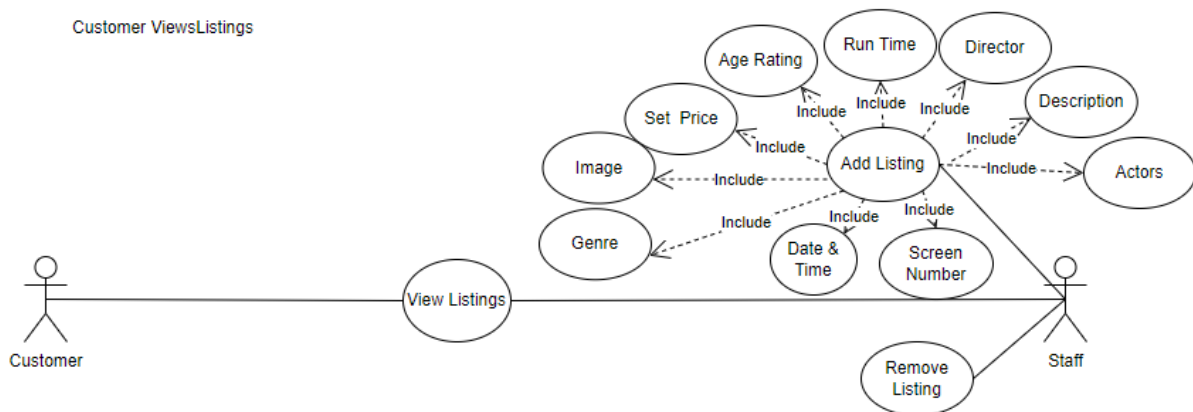 Customer ViewsListings
Run Time
Director
Age Rating
Description
Include
Include
Include
Include
Set Price
Include
Include
Add Listing
Include
Actors
Image
Include
Include
Include
Include
Genre
Date &
Time
Screen
Number
View Listings
Customer
Staff
Remove
Listing